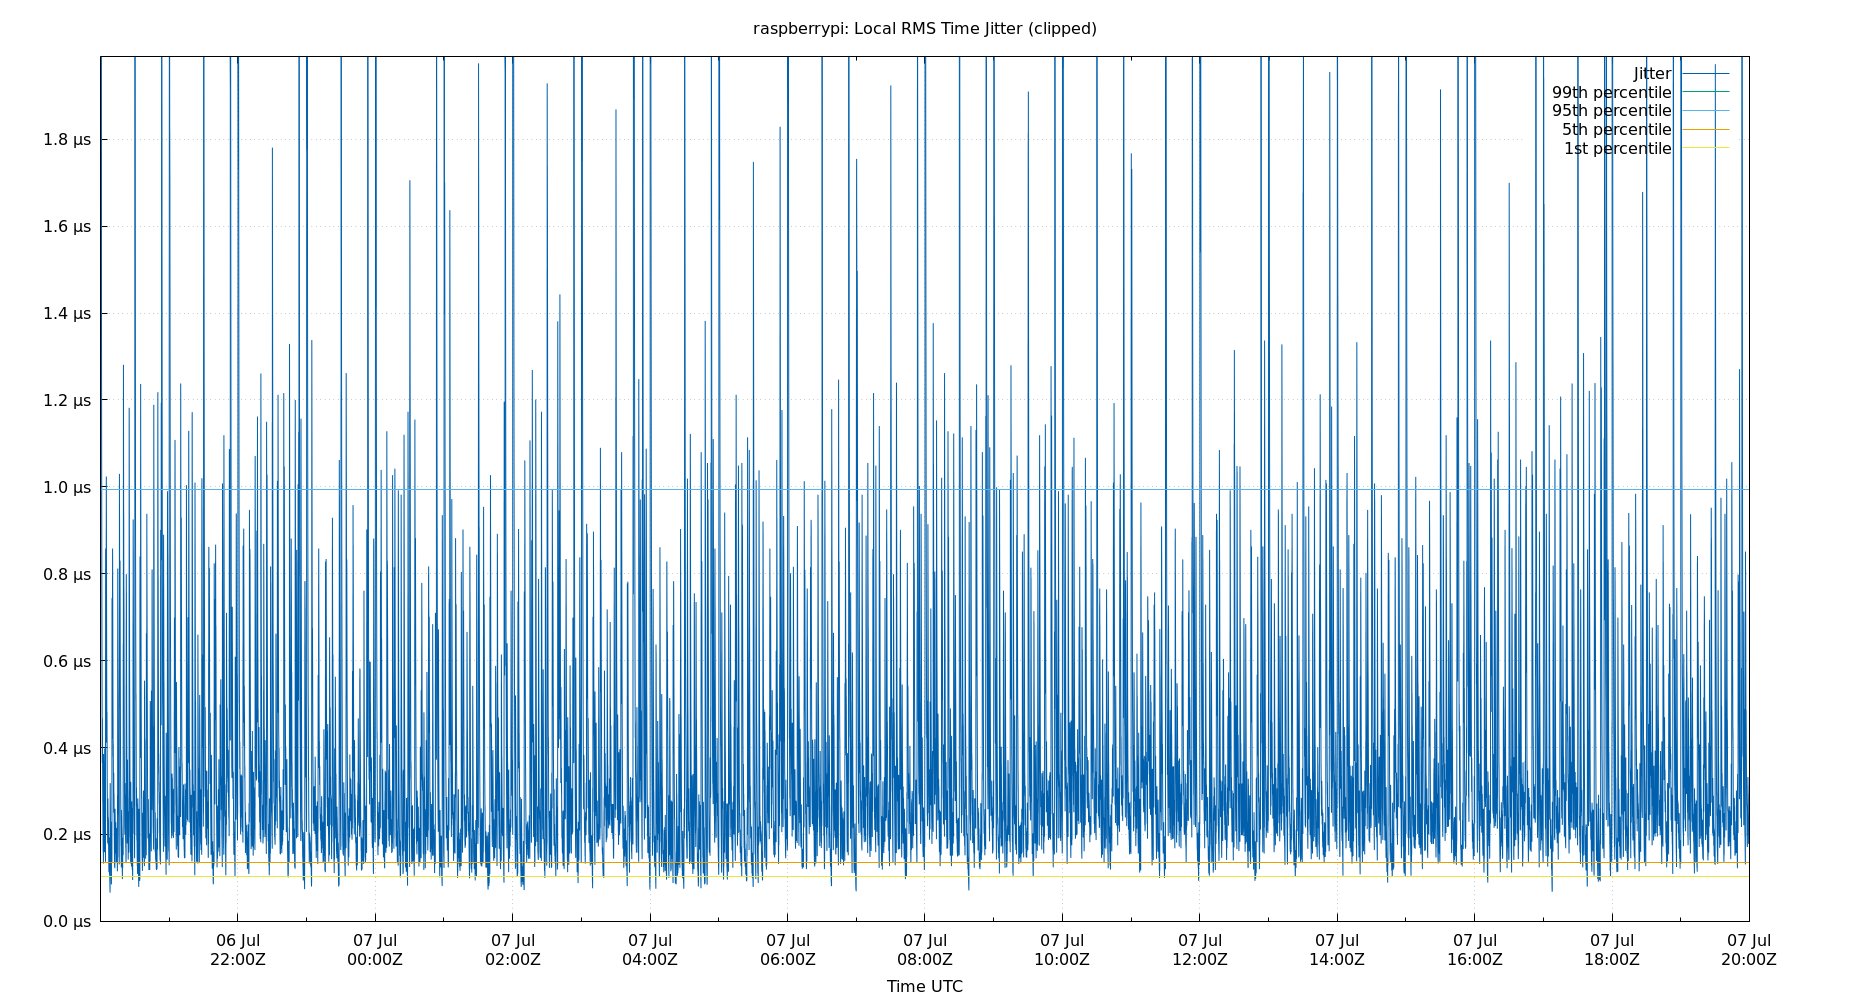 raspberrypi: Local RMS Time Jitter (clipped)
Jitter
99th percentile
95th percentile
5th percentile
1st percentile
1.8 µs
1.6 µs
1.4 µs
1.2 µs
1.0 µs
0.8 µs
0.6 µs
0.4 µs
0.2 µs
0.0 µs
06 Jul 07 Jul 07 Jul 07 Jul 07 Jul 07 Jul 07 Jul 07 Jul 07 Jul 07 Jul 07 Jul 07 Jul
22:00Z 00:00Z 02:00Z 04:00Z 06:00Z 08:00Z 10:00Z 12:00Z 14:00Z 16:00Z 18:00Z 20:00Z
Time UTC